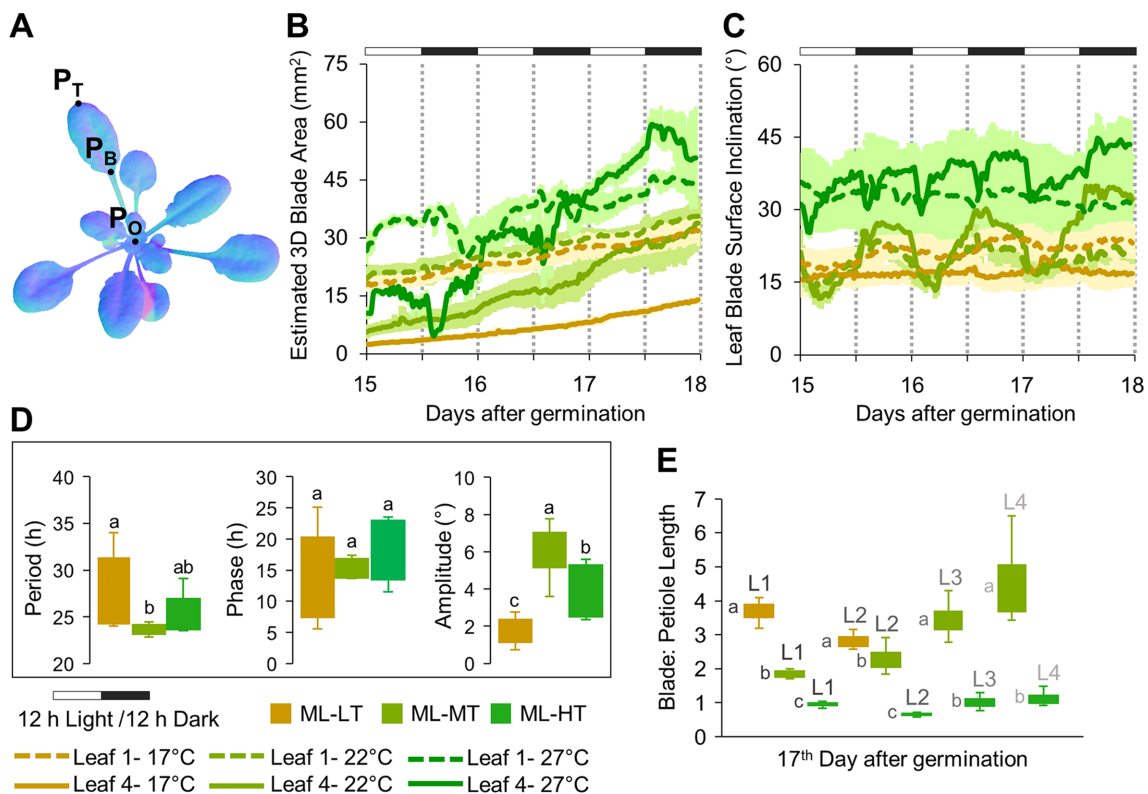 A
P_T
P_B
P_O
B
Estimated 3D Blade Area (mm²)
75
60
45
30
15
0
15 16 17 18
Days after germination
C
Leaf Blade Surface Inclination (°)
60
45
30
15
0
15 16 17 18
Days after germination
D
Period (h)
40
35
30
25
20
a
b
ab
Phase (h)
30
25
20
15
10
5
0
a
a
a
Amplitude (°)
10
8
6
4
2
0
c
a
b
12 h Light /12 h Dark
ML-LT ML-MT ML-HT
Leaf 1- 17°C Leaf 1- 22°C Leaf 1- 27°C
Leaf 4- 17°C Leaf 4- 22°C Leaf 4- 27°C
E
Blade: Petiole Length
7
6
5
4
3
2
1
0
a L1
b L1
c L1
a L2
b L2
c L2
a L3
b L3
a L4
b L4
17th Day after germination